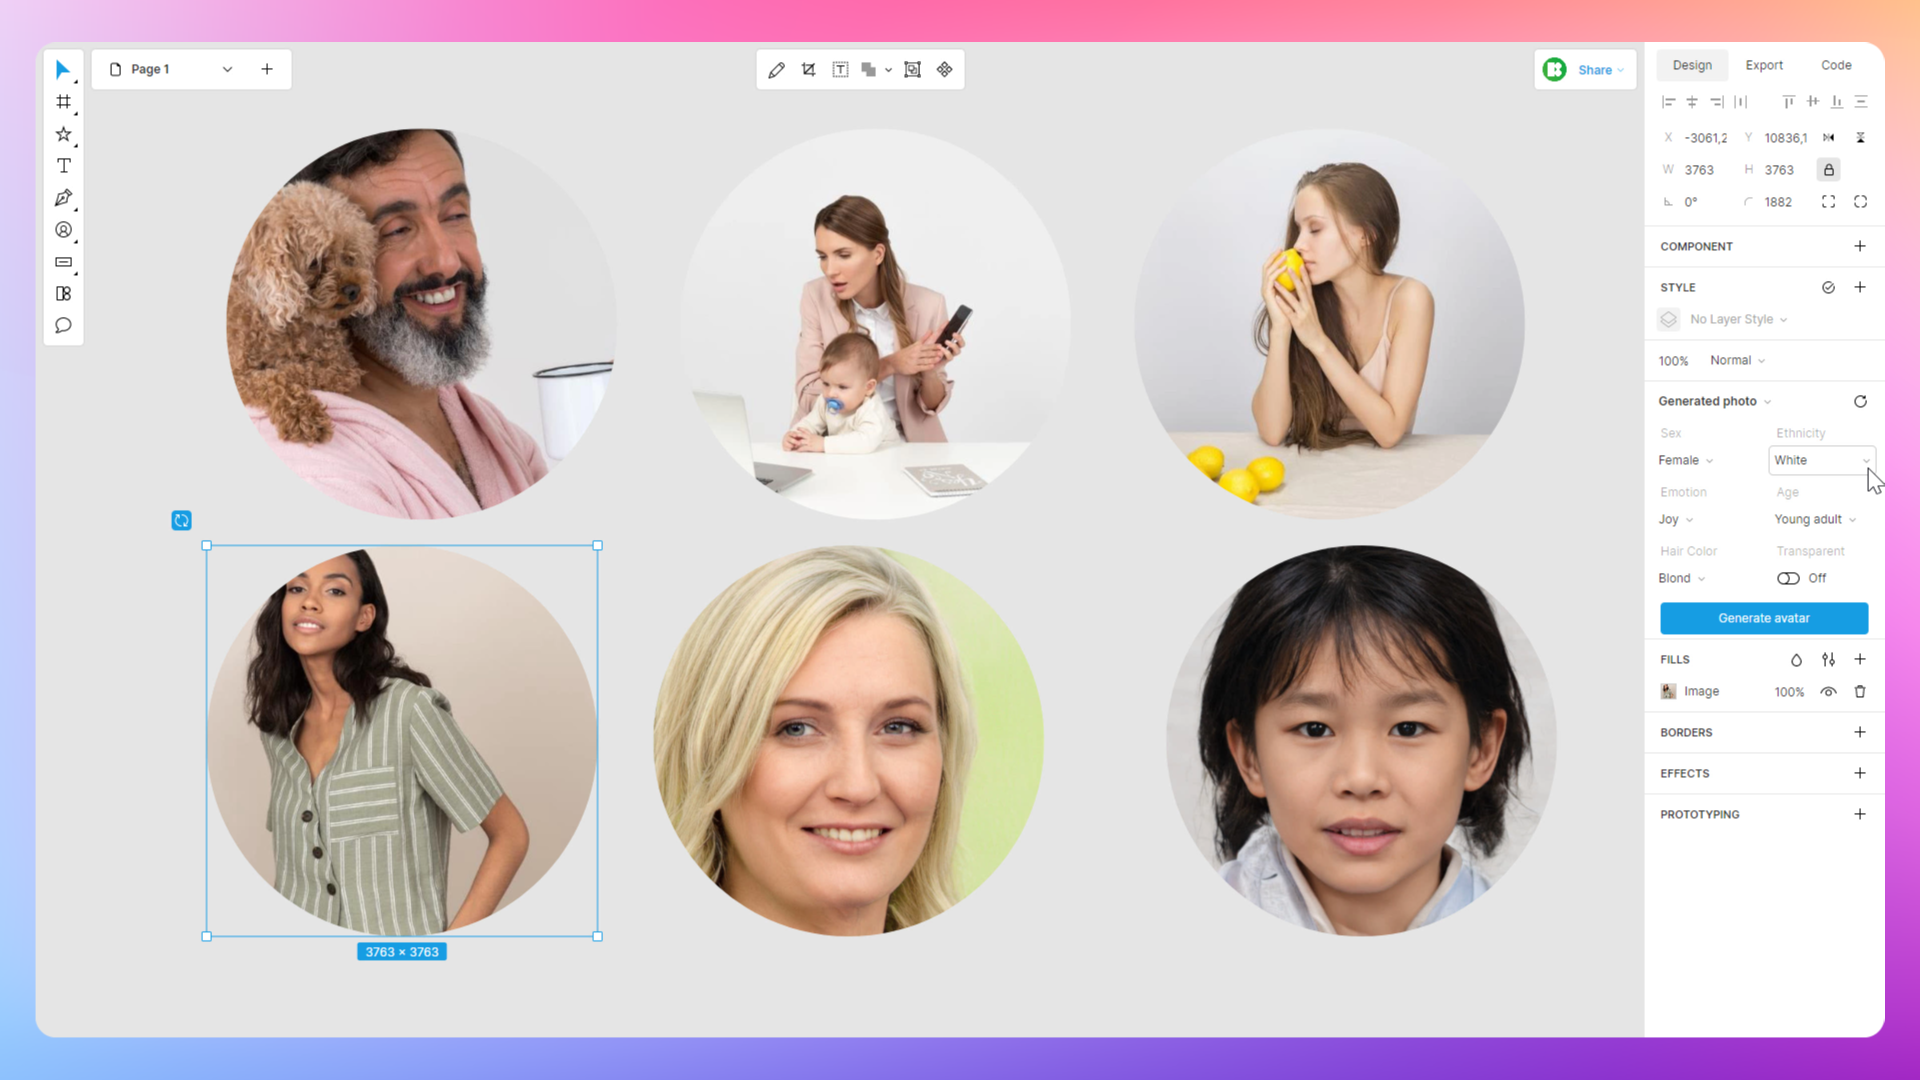 Page 1
Share
Design Export Code
X -3061,2 Y 10836,1
W 3763 H 3763
0° 1882
COMPONENT
STYLE
No Layer Style
100% Normal
Generated photo
Sex Ethnicity
Female White
Emotion Age
Joy Young adult
Hair Color Transparent
Blond Off
Generate avatar
FILLS
Image 100%
BORDERS
EFFECTS
PROTOTYPING
3763 × 3763